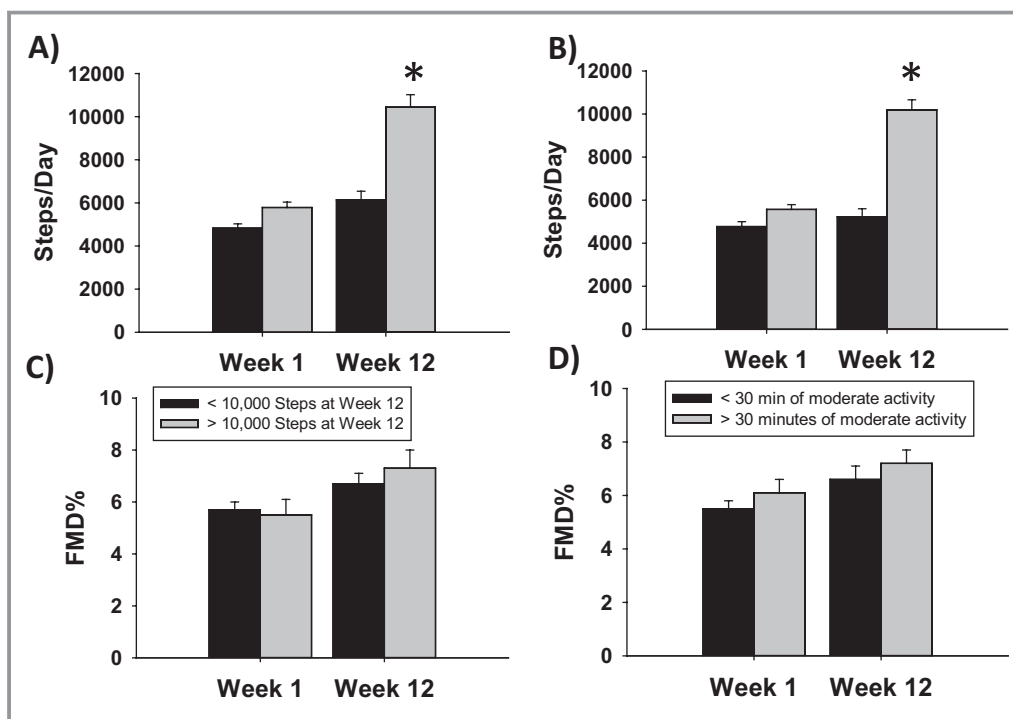 A)
12000
10000
8000
6000
4000
2000
0
Steps/Day
*
Week 1 Week 12
B)
12000
10000
8000
6000
4000
2000
0
Steps/Day
*
Week 1 Week 12
C)
10
8
6
4
2
0
FMD%
< 10,000 Steps at Week 12
> 10,000 Steps at Week 12
Week 1 Week 12
D)
10
8
6
4
2
0
FMD%
< 30 min of moderate activity
> 30 minutes of moderate activity
Week 1 Week 12